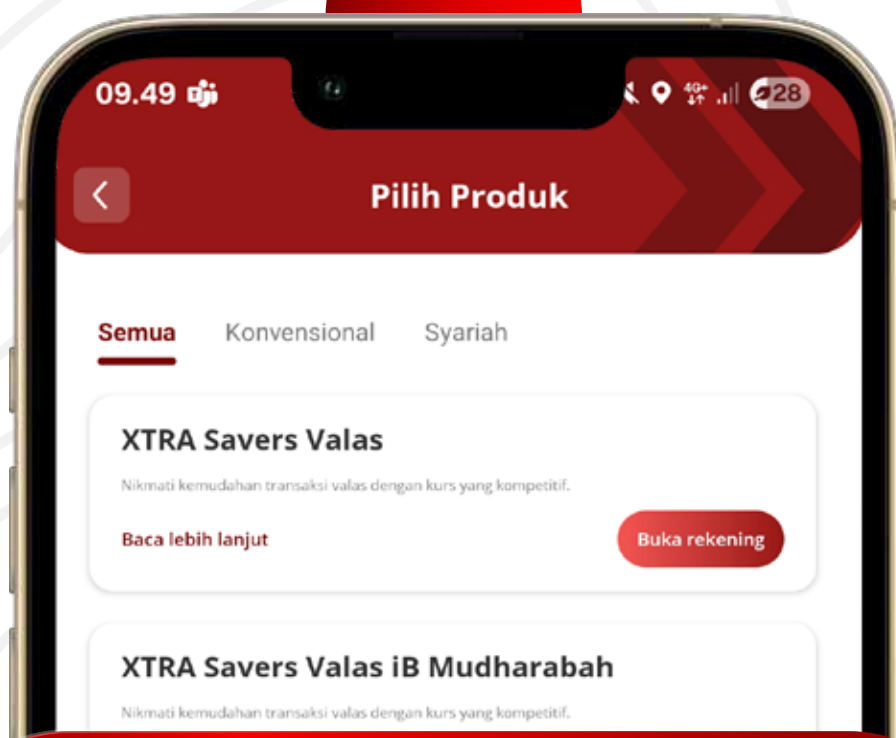 09.49
4G+
28
Pilih Produk
Semua Konvensional Syariah
XTRA Savers Valas
Nikmati kemudahan transaksi valas dengan kurs yang kompetitif.
Baca lebih lanjut
Buka rekening
XTRA Savers Valas iB Mudharabah
Nikmati kemudahan transaksi valas dengan kurs yang kompetitif.